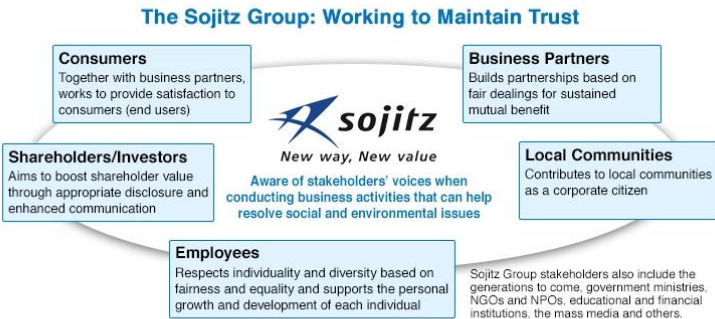 The Sojitz Group: Working to Maintain Trust
Consumers
Together with business partners,
works to provide satisfaction to
consumers (end users)
Business Partners
Builds partnerships based on
fair dealings for sustained
mutual benefit
sojitz
New way, New value
Shareholders/Investors
Aims to boost shareholder value
through appropriate disclosure and
enhanced communication
Local Communities
Contributes to local communities
as a corporate citizen
Aware of stakeholders' voices when
conducting business activities that can help
resolve social and environmental issues
Employees
Respects individuality and diversity based on
fairness and equality and supports the personal
growth and development of each individual
Sojitz Group stakeholders also include the
generations to come, government ministries,
NGOs and NPOs, educational and financial
institutions, the mass media and others.